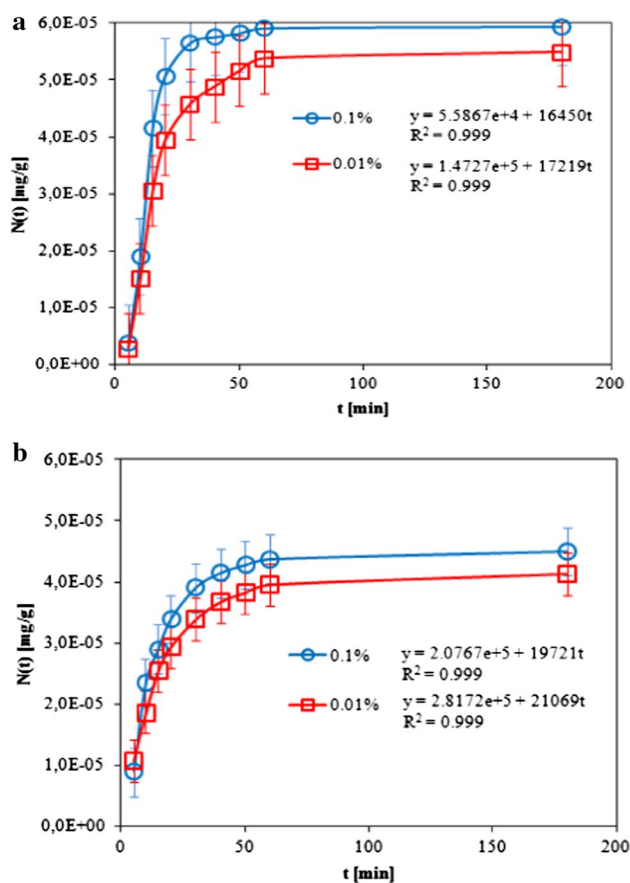 a
6,0E-05
5,0E-05
4,0E-05
3,0E-05
2,0E-05
1,0E-05
0,0E+00
N(t) [mg/g]
0.1% y = 5.5867e+4 + 16450t
R² = 0.999
0.01% y = 1.4727e+5 + 17219t
R² = 0.999
0 50 100 150 200
t [min]
b
6,0E-05
5,0E-05
4,0E-05
3,0E-05
2,0E-05
1,0E-05
0,0E+00
N(t) [mg/g]
0.1% y = 2.0767e+5 + 19721t
R² = 0.999
0.01% y = 2.8172e+5 + 21069t
R² = 0.999
0 50 100 150 200
t [min]